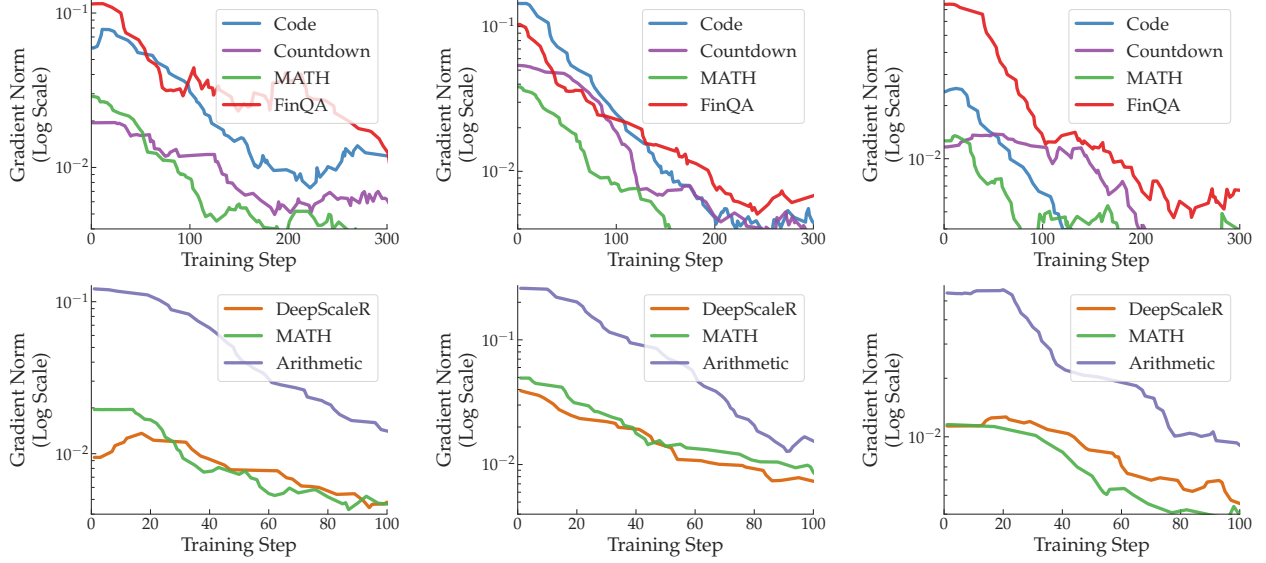 Gradient Norm
(Log Scale)
10⁻¹
10⁻²
Code
Countdown
MATH
FinQA
0
100
200
300
Training Step
Gradient Norm
(Log Scale)
10⁻¹
10⁻²
Code
Countdown
MATH
FinQA
0
100
200
300
Training Step
Gradient Norm
(Log Scale)
10⁻²
Code
Countdown
MATH
FinQA
0
100
200
300
Training Step
Gradient Norm
(Log Scale)
10⁻¹
10⁻²
DeepScaleR
MATH
Arithmetic
0
20
40
60
80
100
Training Step
Gradient Norm
(Log Scale)
10⁻¹
10⁻²
DeepScaleR
MATH
Arithmetic
0
20
40
60
80
100
Training Step
Gradient Norm
(Log Scale)
10⁻²
DeepScaleR
MATH
Arithmetic
0
20
40
60
80
100
Training Step